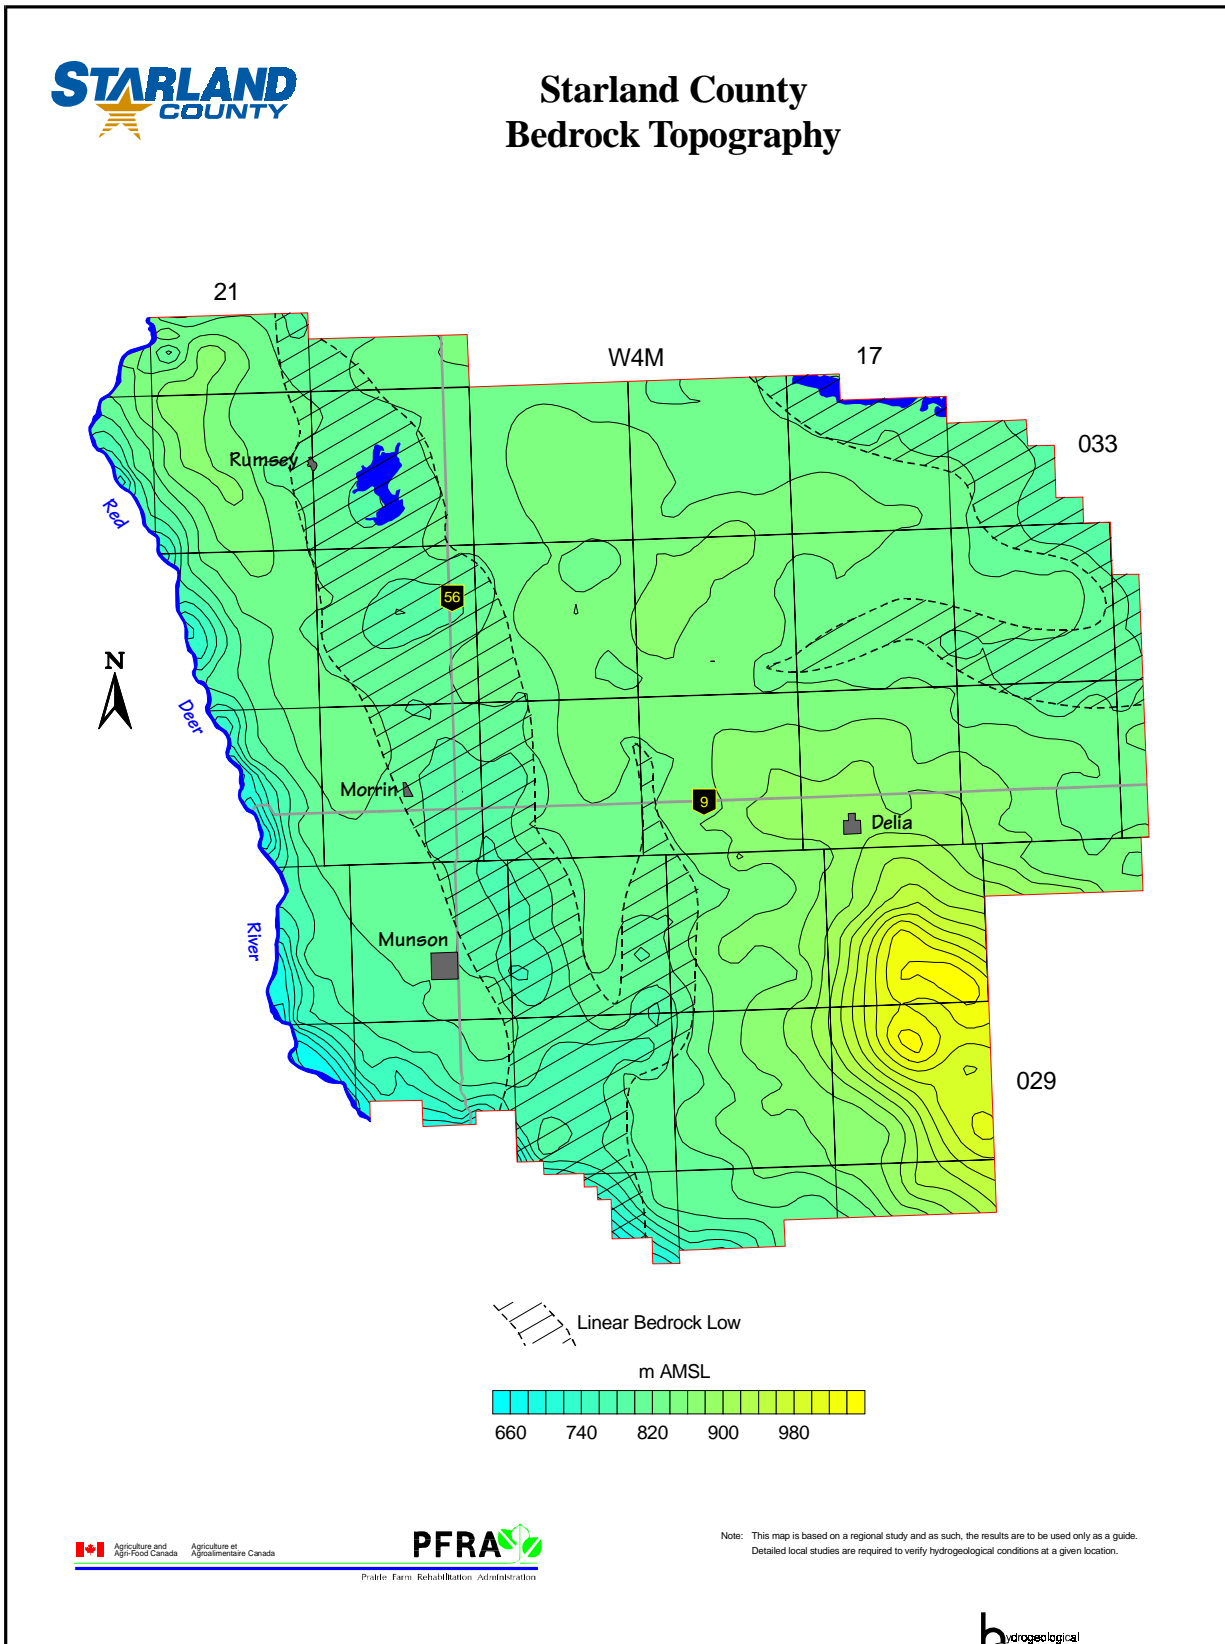 STARLAND
COUNTY
Starland County
Bedrock Topography
21
W4M
17
033
Rumsey
Red
56
N
Deer
Morrin
9
Delia
River
Munson
029
Linear Bedrock Low
m AMSL
660 740 820 900 980
Agriculture and Agriculture et
Agri-Food Canada Agroalimentaire Canada
PFRA
Prairie Farm Rehabilitation Administration
Note: This map is based on a regional study and as such, the results are to be used only as a guide.
Detailed local studies are required to verify hydrogeological conditions at a given location.
hydrogeological